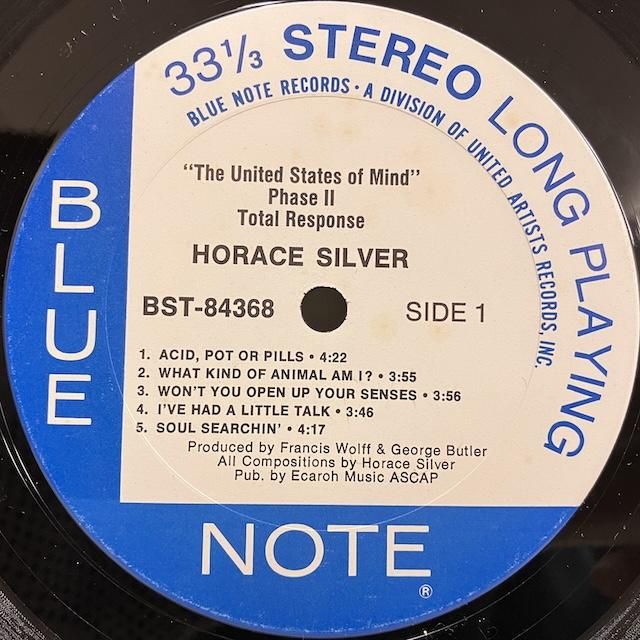 33⅓ STEREO LONG PLAYING
BLUE NOTE RECORDS • A DIVISION OF UNITED ARTISTS RECORDS, INC.
"The United States of Mind"
Phase II
Total Response
HORACE SILVER
BST-84368 SIDE 1
1. ACID, POT OR PILLS • 4:22
2. WHAT KIND OF ANIMAL AM I? • 3:55
3. WON'T YOU OPEN UP YOUR SENSES • 3:56
4. I'VE HAD A LITTLE TALK • 3:46
5. SOUL SEARCHIN' • 4:17
Produced by Francis Wolff & George Butler
All Compositions by Horace Silver
Pub. by Ecaroh Music ASCAP
BLUE
NOTE
®